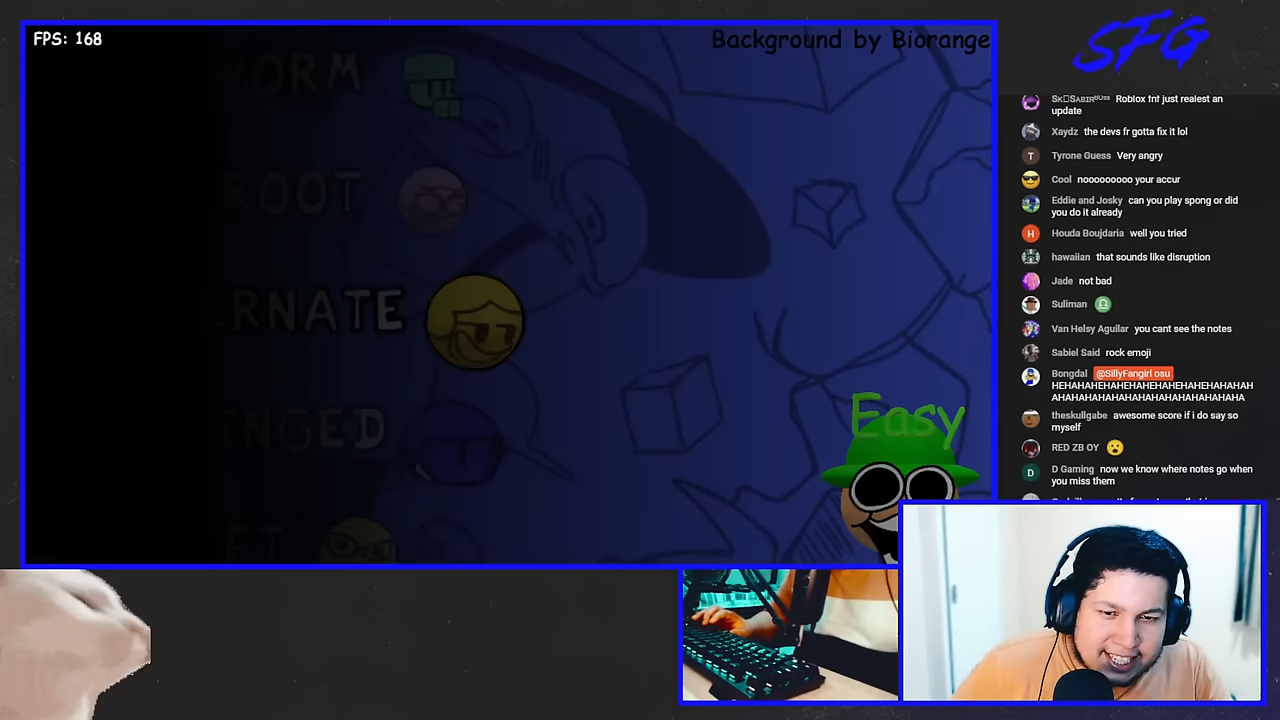 FPS: 168
Background by Biorange
WORM
ROOT
RNATE
NGED
ET
Easy
SFG
Roblox fnf just realest an
update
Xaydz the devs fr gotta fix it lol
Tyrone Guess Very angry
Cool nooooooooo your accur
Eddie and Josky can you play spong or did
you do it already
Houda Boujdaria well you tried
hawaiian that sounds like disruption
Jade not bad
Suliman ♎
Van Helsy Aguilar you cant see the notes
Sabiel Said rock emoji
Bongdal @SillyFangirl osu
HEHAHAHEHAHEHAHEHAHEHAHEHAHAHAH
AHAHAHAHAHAHAHAHAHAHAHAHAHA
theskullgabe awesome score if i do say so
myself
RED ZB OY 😮
D Gaming now we know where notes go when
you miss them